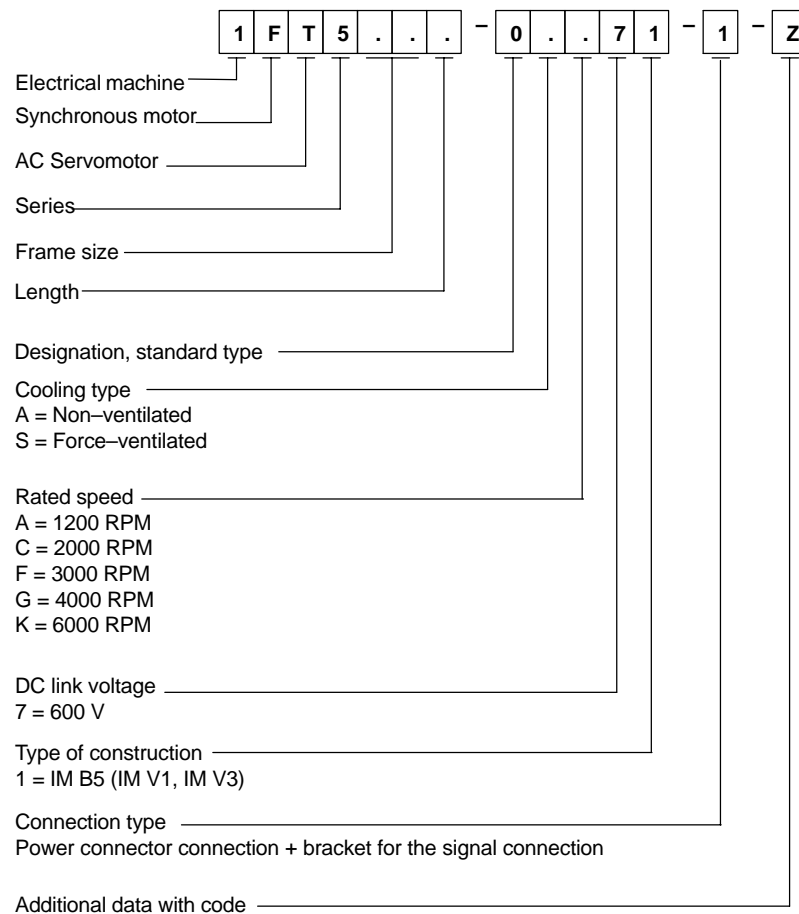 1 F T 5 . . . – 0 . . 7 1 – 1 – Z
Electrical machine
Synchronous motor
AC Servomotor
Series
Frame size
Length
Designation, standard type
Cooling type
A = Non–ventilated
S = Force–ventilated
Rated speed
A = 1200 RPM
C = 2000 RPM
F = 3000 RPM
G = 4000 RPM
K = 6000 RPM
DC link voltage
7 = 600 V
Type of construction
1 = IM B5 (IM V1, IM V3)
Connection type
Power connector connection + bracket for the signal connection
Additional data with code